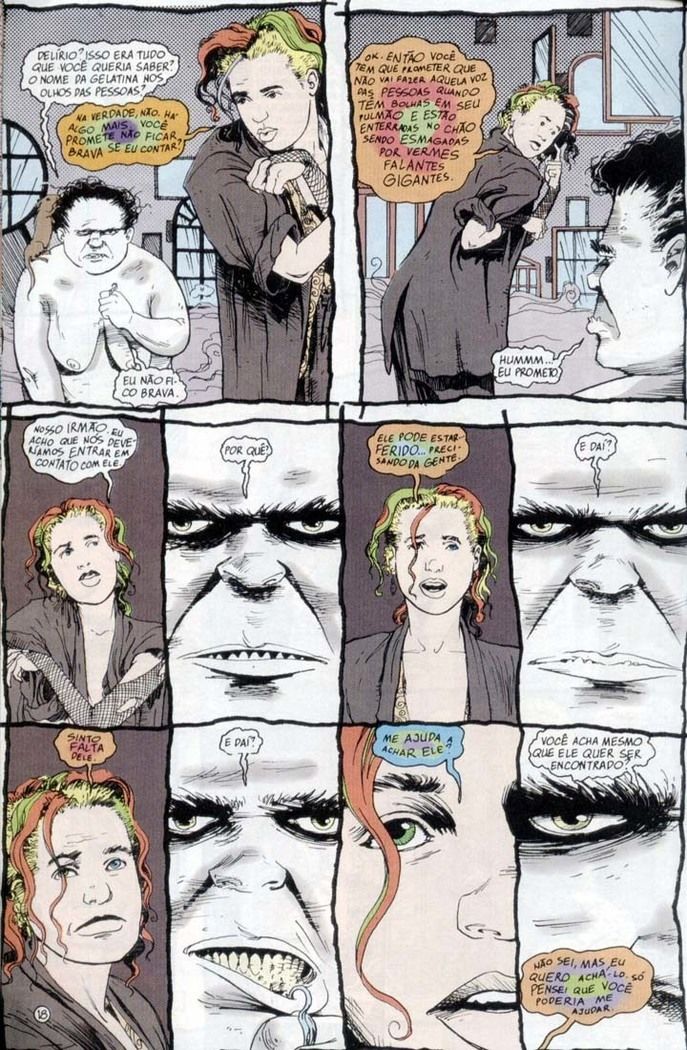 DELÍRIO? ISSO ERA TUDO
QUE VOCÊ QUERIA SABER?
O NOME DA GELATINA NOS
OLHOS DAS PESSOAS?
NA VERDADE, NÃO. HÁ
ALGO MAIS. VOCÊ
PROMETE NÃO FICAR
BRAVA SE EU CONTAR?
EU NÃO FI-
CO BRAVA.
OK. ENTÃO VOCÊ
TEM QUE PROMETER QUE
NÃO VAI FAZER AQUELA VOZ
DAS PESSOAS QUANDO
TÊM BOLHAS EM SEU
PULMÃO E ESTÃO
ENTERRADAS NO CHÃO
SENDO ESMAGADAS
POR VERMES
FALANTES
GIGANTES.
HUMMM...
EU PROMETO.
NOSSO IRMÃO. EU
ACHO QUE NÓS DEVE-
RÍAMOS ENTRAR EM
CONTATO COM ELE.
POR QUÊ?
ELE PODE ESTAR
FERIDO... PRECI-
SANDO DA GENTE.
E DAÍ?
SINTO
FALTA
DELE.
E DAÍ?
ME AJUDA A
ACHAR ELE?
VOCÊ ACHA MESMO
QUE ELE QUER SER
ENCONTRADO?
NÃO SEI, MAS EU
QUERO ACHÁ-LO. SÓ
PENSEI QUE VOCÊ
PODERIA ME
AJUDAR.
18